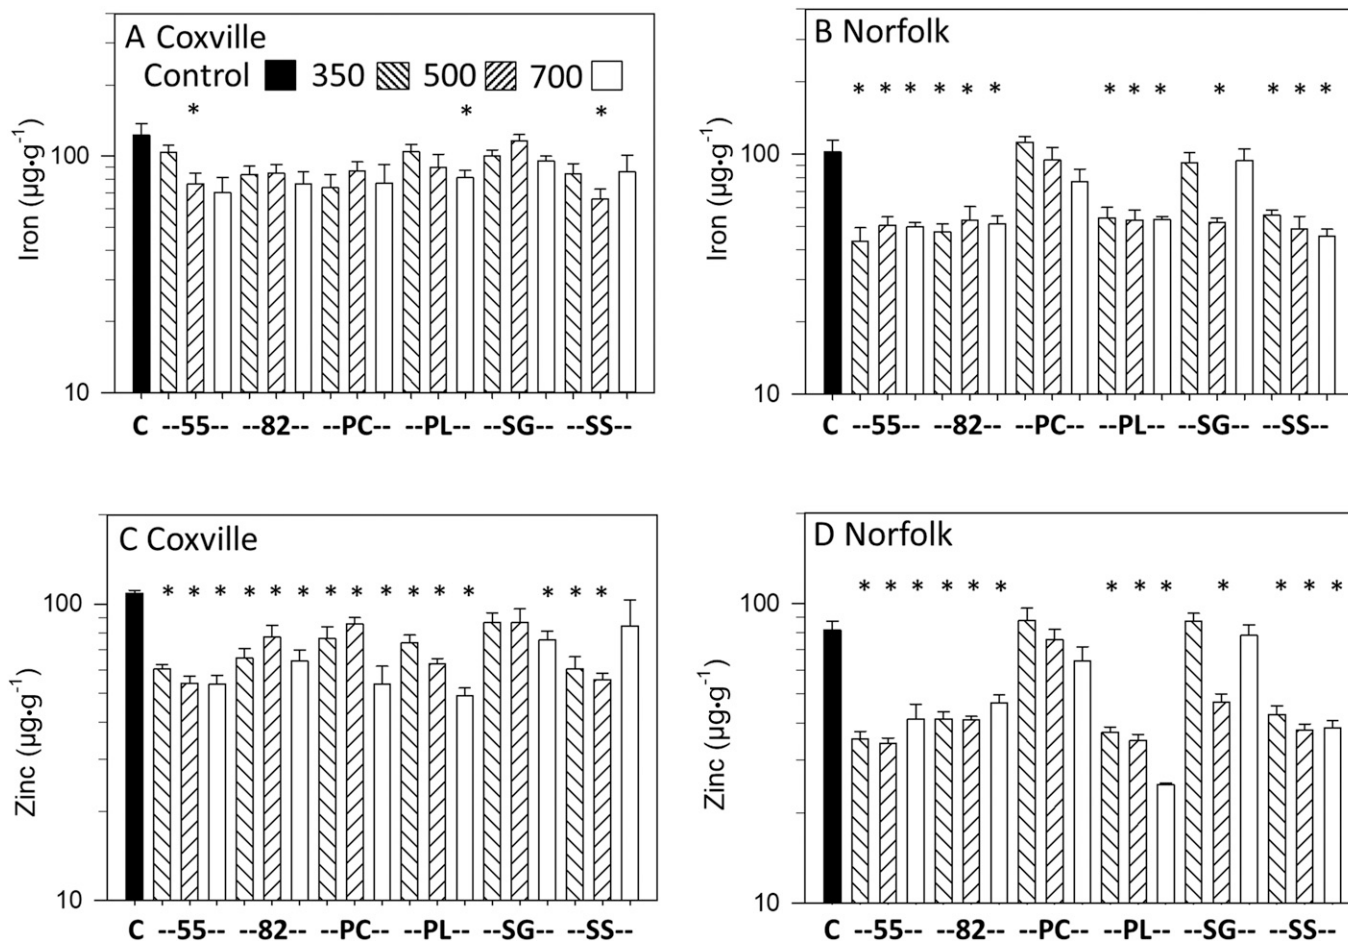 A Coxville
Control 350 500 700
*
*
*
Iron (µg•g⁻¹)
100
10
C --55-- --82-- --PC-- --PL-- --SG-- --SS--
B Norfolk
* * * * * * * * * * * * *
Iron (µg•g⁻¹)
100
10
C --55-- --82-- --PC-- --PL-- --SG-- --SS--
C Coxville
* * * * * * * * * * * * * * *
Zinc (µg•g⁻¹)
100
10
C --55-- --82-- --PC-- --PL-- --SG-- --SS--
D Norfolk
* * * * * * * * * * * * *
Zinc (µg•g⁻¹)
100
10
C --55-- --82-- --PC-- --PL-- --SG-- --SS--